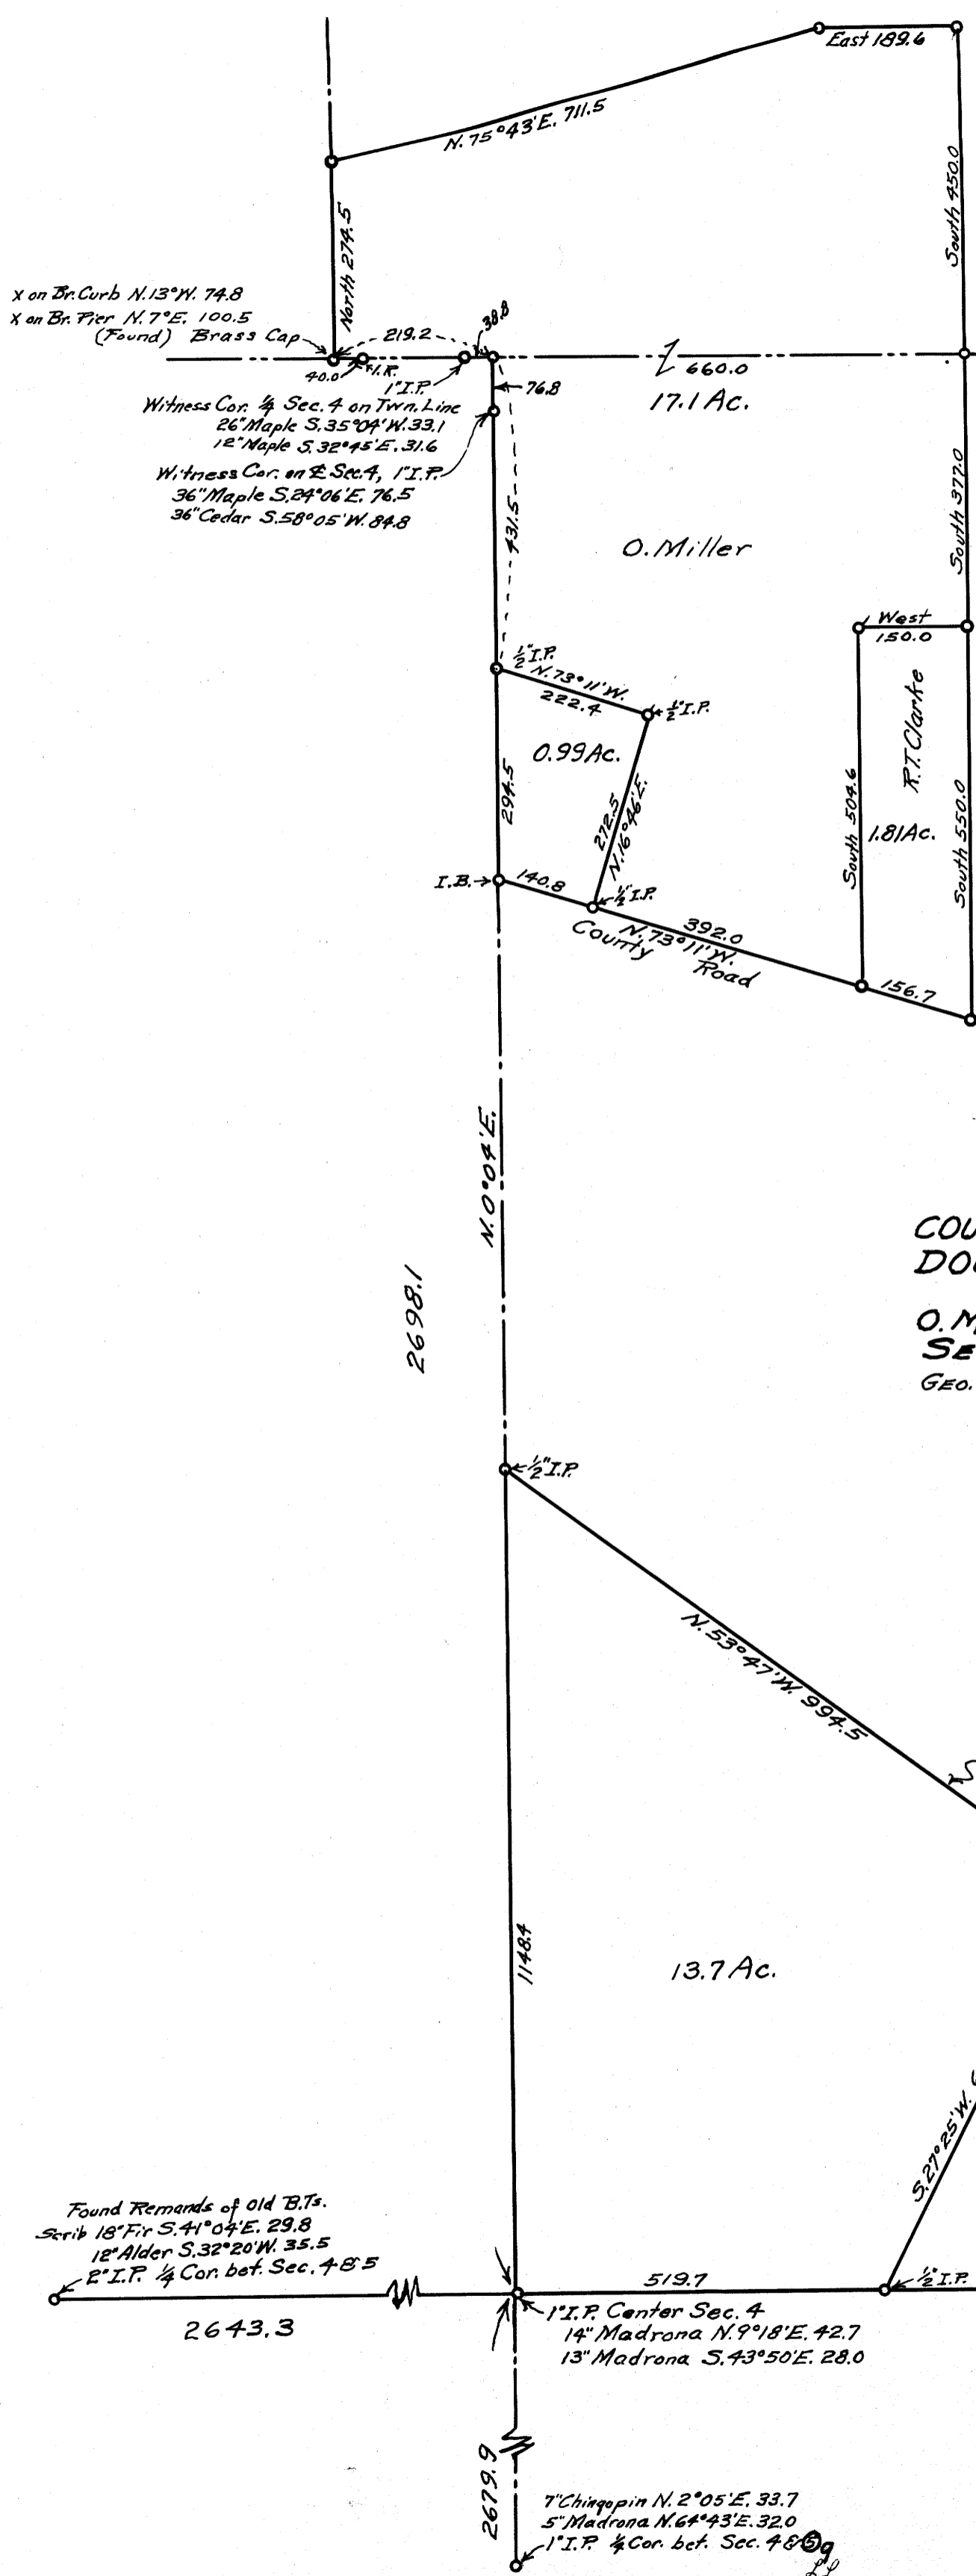 East 189.6
N. 75°43'E. 711.5
South 450.0
North 274.5
X on Br. Curb N. 13°W. 74.8
X on Br. Pier N. 7°E. 100.5
(Found) Brass Cap
219.2
38.8
40.0
1"I.P.
76.8
660.0
17.1 Ac.
Witness Cor. ¼ Sec. 4 on Twn. Line
26" Maple S. 35°04'W. 33.1
12" Maple S. 32°45'E. 31.6
Witness Cor. on ℄ Sec. 4, 1"I.P.
36" Maple S. 24°06'E. 76.5
36" Cedar S. 58°05'W. 84.8
431.5
South 377.0
O. Miller
West
150.0
½"I.P.
N. 73°11'W.
222.4
½"I.P.
R.T. Clarke
0.99 Ac.
294.5
272.5
N. 16°46'E.
South 504.6
1.81 Ac.
South 550.0
I.B.
140.8
½"I.P.
392.0
N. 73°11'W.
County Road
156.7
N. 0°04'E.
2698.1
COU
DOU
O. M
SE
GEO.
½"I.P.
N. 53°47'W. 994.5
1148.4
13.7 Ac.
S. 27°25'W.
Found Remands of old B.Ts.
Scrib 18" Fir S. 41°04'E. 29.8
12" Alder S. 32°20'W. 35.5
2"I.P. ¼ Cor. bet. Sec. 4 & 5
2643.3
519.7
½"I.P.
1"I.P. Center Sec. 4
14" Madrona N. 9°18'E. 42.7
13" Madrona S. 43°50'E. 28.0
2679.9
7" Chinqopin N. 2°05'E. 33.7
5" Madrona N. 64°43'E. 32.0
1"I.P. ¼ Cor. bet. Sec. 4 & 9